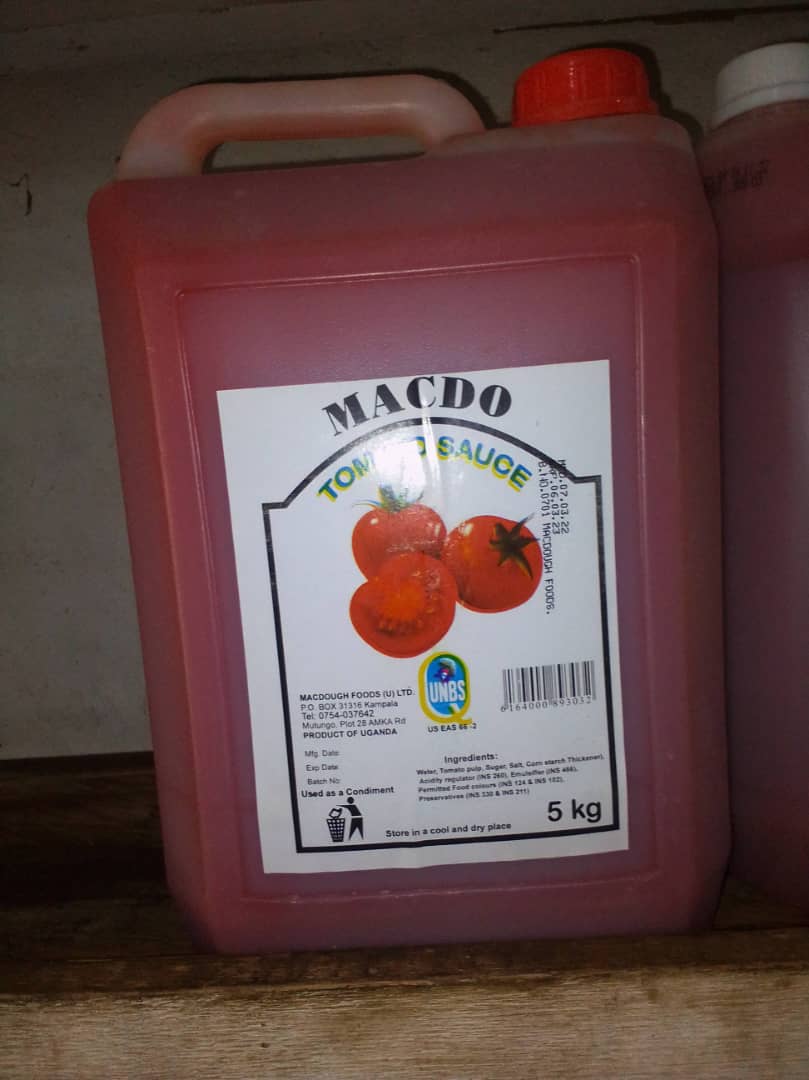 MACDO
TOMATO SAUCE
MFD.07.03.22
EXP.06.03.23
B.NO.0701 MACDOUGH FOODS.
UNBS
US EAS 66 -2
6164000 893032
MACDOUGH FOODS (U) LTD.
P.O. BOX 31316 Kampala
Tel: 0754-037642
Mutungo, Plot 28 AMKA Rd
PRODUCT OF UGANDA
Mfg. Date:
Exp Date:
Batch No:
Used as a Condiment
Ingredients:
Water, Tomato pulp, Sugar, Salt, Corn starch Thickener),
Acidity regulator (INS 260), Emulsifier (INS 466),
Permitted Food colours (INS 124 & INS 102),
Preservatives (INS 330 & INS 211)
Store in a cool and dry place
5 kg